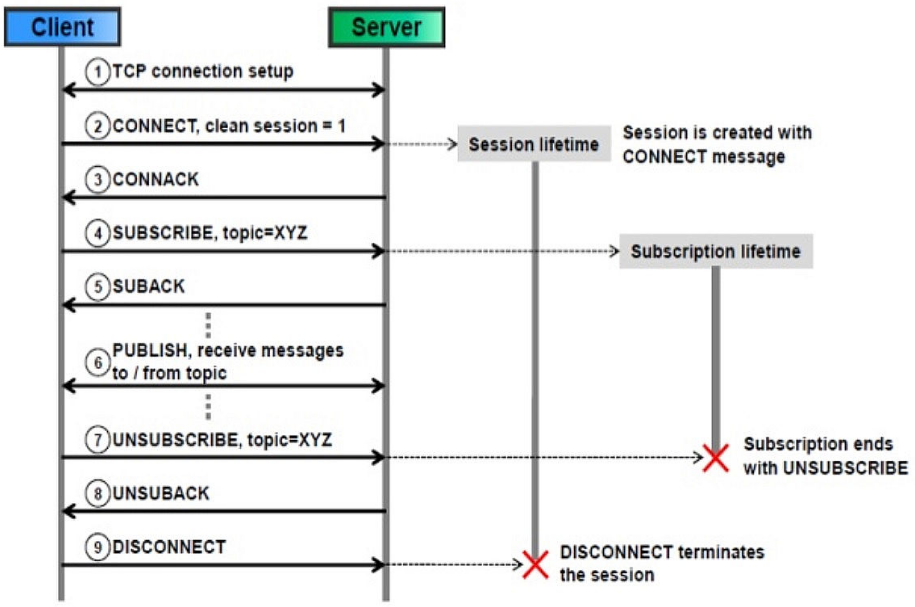 Client
Server
1 TCP connection setup
2 CONNECT, clean session = 1
Session lifetime
Session is created with
CONNECT message
3 CONNACK
4 SUBSCRIBE, topic=XYZ
Subscription lifetime
5 SUBACK
6 PUBLISH, receive messages
to / from topic
7 UNSUBSCRIBE, topic=XYZ
Subscription ends
with UNSUBSCRIBE
8 UNSUBACK
9 DISCONNECT
DISCONNECT terminates
the session